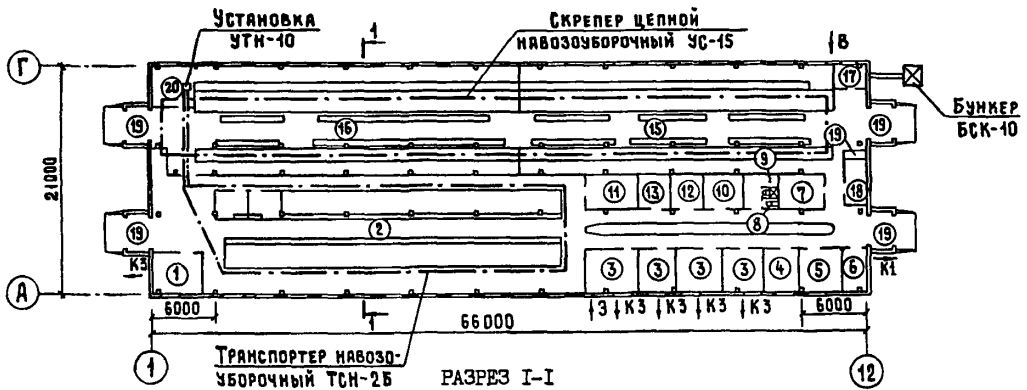 УСТАНОВКА
УТН-10
1
СКРЕПЕР ЦЕПНОЙ
НАВОЗОУБОРОЧНЫЙ УС-15
В
Г
20
17
БУНКЕР
БСК-10
19
16
15
19
19
21000
9
11
13
12
10
7
18
2
8
19
19
К3
К1
1
3
3
3
3
4
5
6
А
6000
З
К3
К3
К3
К3
6000
1
66000
1
12
ТРАНСПОРТЕР НАВОЗО-
УБОРОЧНЫЙ ТСН-2Б
РАЗРЕЗ I-I